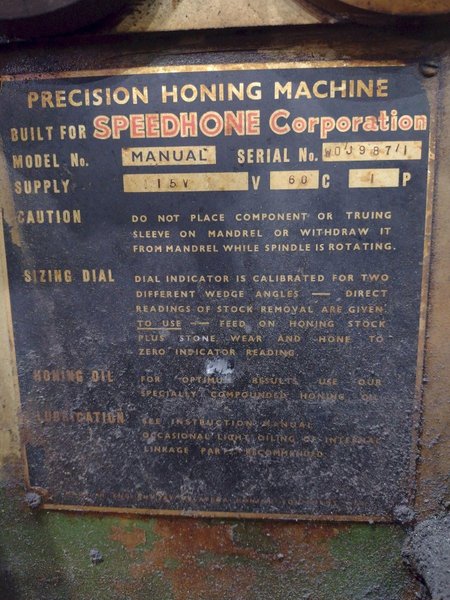 PRECISION HONING MACHINE
BUILT FOR SPEEDHONE Corporation
MODEL No. MANUAL SERIAL No. WOJ987/1
SUPPLY 115V V 60 C 1 P
CAUTION DO NOT PLACE COMPONENT OR TRUING
SLEEVE ON MANDREL OR WITHDRAW IT
FROM MANDREL WHILE SPINDLE IS ROTATING.
SIZING DIAL DIAL INDICATOR IS CALIBRATED FOR TWO
DIFFERENT WEDGE ANGLES — DIRECT
READINGS OF STOCK REMOVAL ARE GIVEN
TO USE — FEED ON HONING STOCK
PLUS STONE WEAR AND HONE TO
ZERO INDICATOR READING.
HONING OIL FOR OPTIMUM RESULTS USE OUR
SPECIALLY COMPOUNDED HONING OIL
LUBRICATION SEE INSTRUCTION MANUAL
OCCASIONAL LIGHT OILING OF INTERNAL
LINKAGE PARTS RECOMMENDED